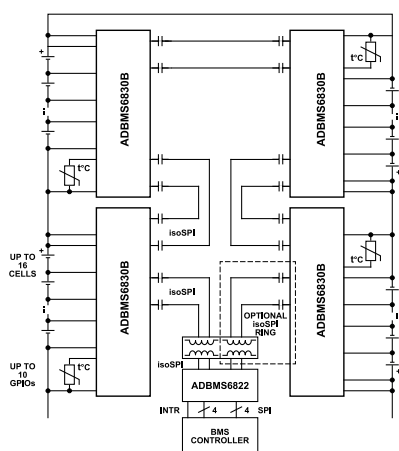 ADBMS6830B
t°C
+
i
t°C
ADBMS6830B
t°C
i
+
UP TO
16
CELLS
+
i
UP TO
10
GPIOs
t°C
ADBMS6830B
isoSPI
isoSPI
OPTIONAL
isoSPI
RING
isoSPI
ADBMS6830B
t°C
i
+
ADBMS6822
INTR
4
4
SPI
BMS
CONTROLLER